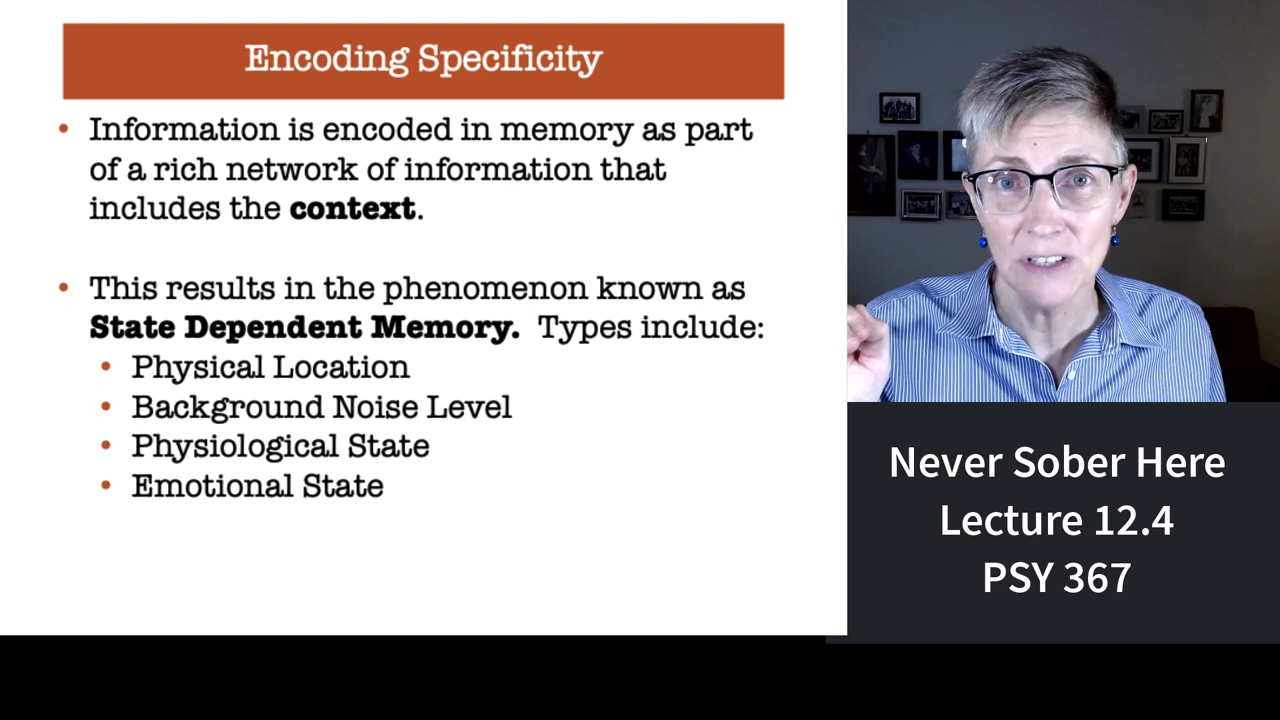 Encoding Specificity
• Information is encoded in memory as part
of a rich network of information that
includes the context.
• This results in the phenomenon known as
State Dependent Memory. Types include:
• Physical Location
• Background Noise Level
• Physiological State
• Emotional State
Never Sober Here
Lecture 12.4
PSY 367